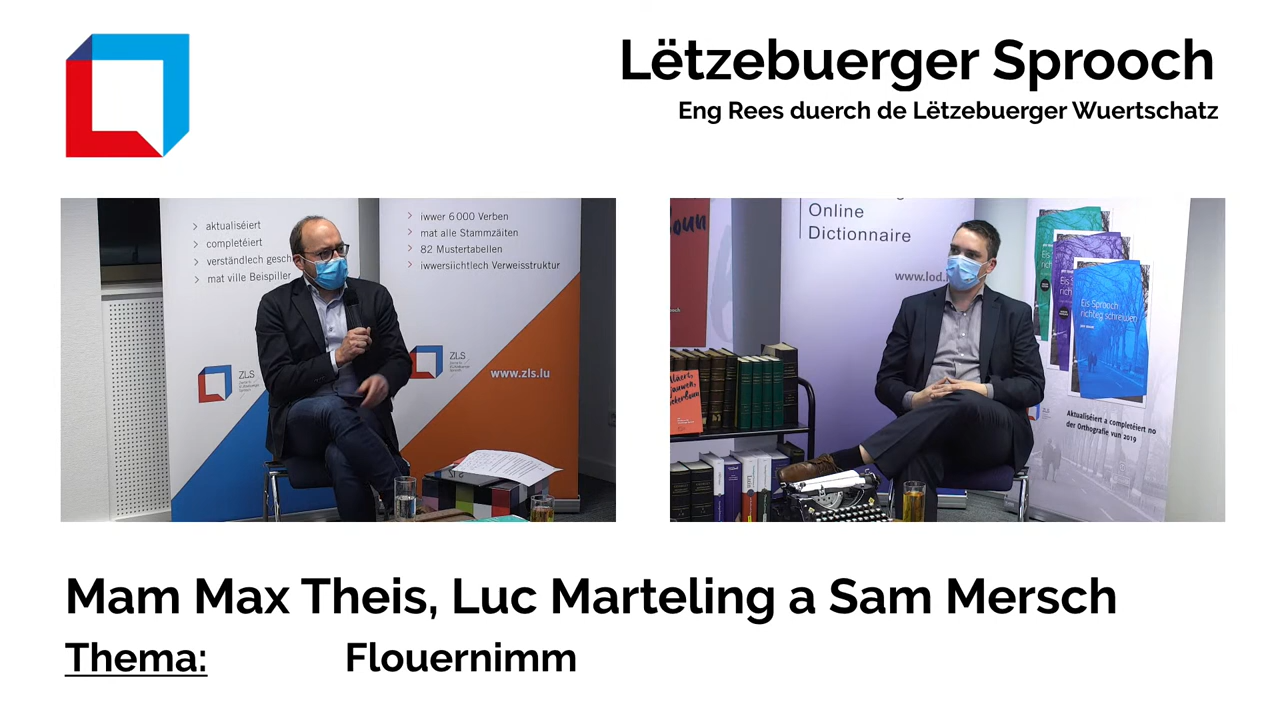 Lëtzebuerger Sprooch
Eng Rees duerch de Lëtzebuerger Wuertschatz
aktualiséiert
completéiert
verständlech gesch
mat ville Beispiller
iwwer 6000 Verben
mat alle Stammzäiten
82 Mustertabellen
iwwersiichtlech Verweisstruktur
ZLS
ZLS
www.zls.lu
Online
Dictionnaire
www.lod.l
Eis Sprooch
richteg schreiwen
Aktualiséiert a completéiert no
der Orthografie vun 2019
Mam Max Theis, Luc Marteling a Sam Mersch
Thema: Flouernimm